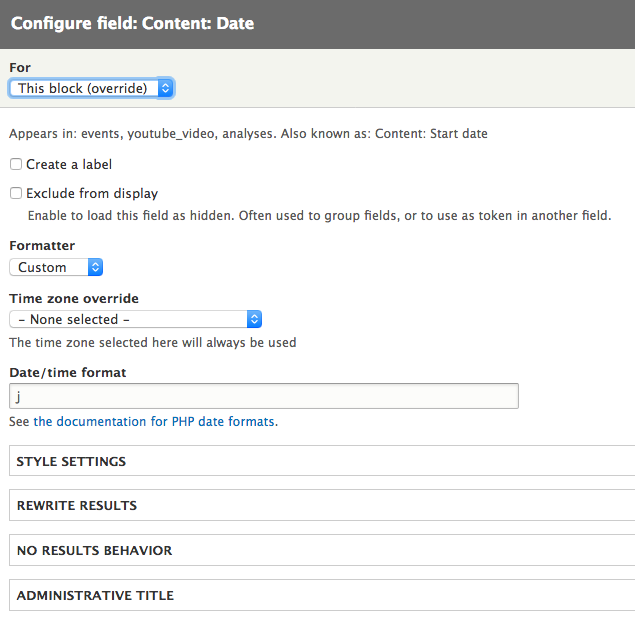 Configure field: Content: Date
For
This block (override)
Appears in: events, youtube_video, analyses. Also known as: Content: Start date
Create a label
Exclude from display
Enable to load this field as hidden. Often used to group fields, or to use as token in another field.
Formatter
Custom
Time zone override
- None selected -
The time zone selected here will always be used
Date/time format
j
See the documentation for PHP date formats.
STYLE SETTINGS
REWRITE RESULTS
NO RESULTS BEHAVIOR
ADMINISTRATIVE TITLE